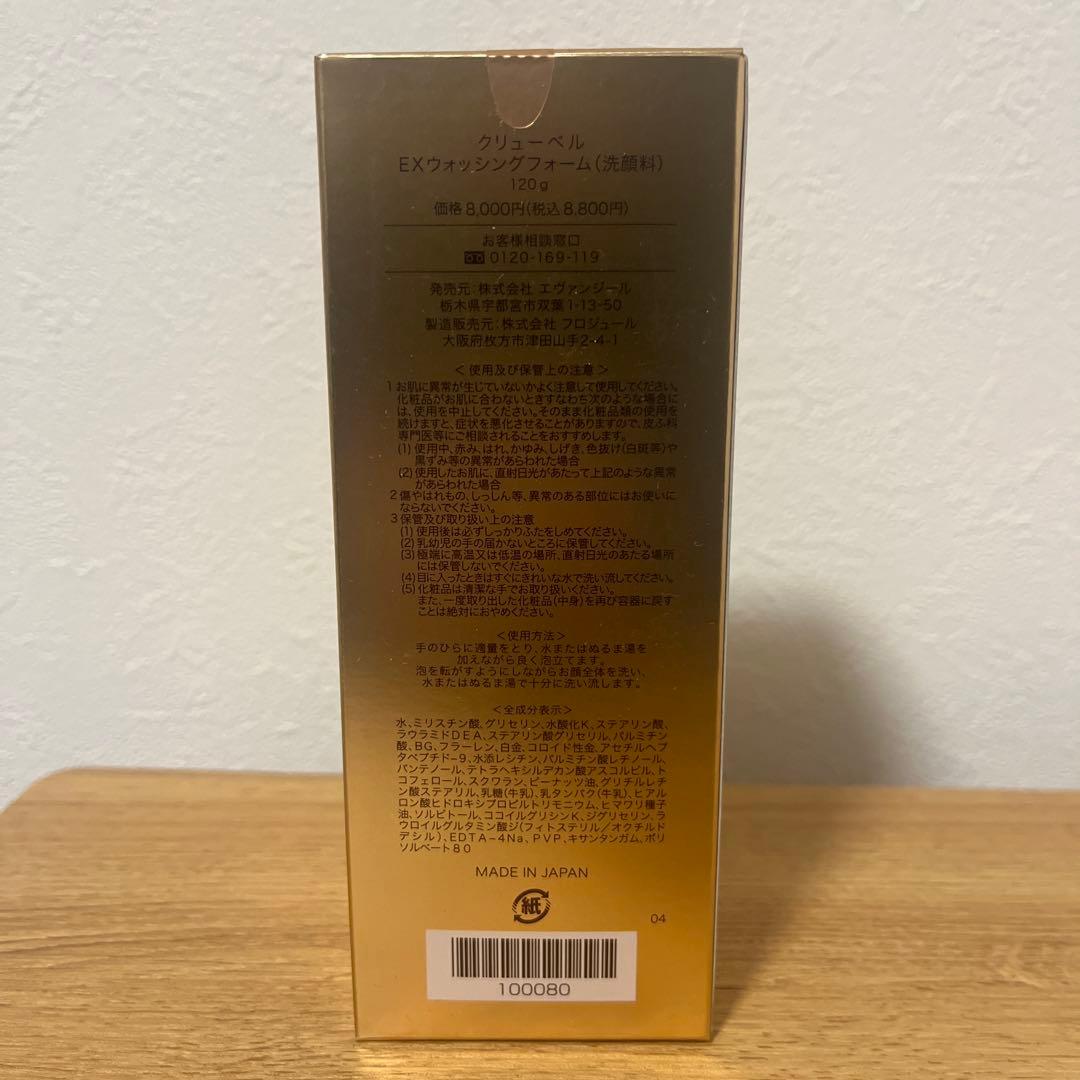 クリューベル
EXウォッシングフォーム(洗顔料)
120g
価格8,000円(税込8,800円)
お客様相談窓口
0120-169-119
発売元:株式会社 エヴァンジール
栃木県宇都宮市双葉1-13-50
製造販売元:株式会社 フロジュール
大阪府枚方市津田山手2-4-1
<使用及び保管上の注意>
1 お肌に異常が生じていないかよく注意して使用してください。
化粧品がお肌に合わないときすなわち次のような場合に
は、使用を中止してください。そのまま化粧品類の使用を
続けますと、症状を悪化させることがありますので、皮ふ科
専門医等にご相談されることをおすすめします。
(1) 使用中、赤み、はれ、かゆみ、しげき、色抜け(白斑等)や
黒ずみ等の異常があらわれた場合
(2) 使用したお肌に、直射日光があたって上記のような異常
があらわれた場合
2 傷やはれもの、しっしん等、異常のある部位にはお使いに
ならないでください。
3 保管及び取り扱い上の注意
(1) 使用後は必ずしっかりふたをしめてください。
(2) 乳幼児の手の届かないところに保管してください。
(3) 極端に高温又は低温の場所、直射日光のあたる場所
には保管しないでください。
(4) 目に入ったときはすぐにきれいな水で洗い流してください。
(5) 化粧品は清潔な手でお取り扱いください。
また、一度取り出した化粧品(中身)を再び容器に戻す
ことは絶対におやめください。
<使用方法>
手のひらに適量をとり、水またはぬるま湯を
加えながら良く泡立てます。
泡を転がすようにしながらお顔全体を洗い、
水またはぬるま湯で十分に洗い流します。
<全成分表示>
水、ミリスチン酸、グリセリン、水酸化K、ステアリン酸、
ラウラミドDEA、ステアリン酸グリセリル、パルミチン
酸、BG、フラーレン、白金、コロイド性金、アセチルヘプ
タペプチド-9、水添レシチン、パルミチン酸レチノール、
パンテノール、テトラヘキシルデカン酸アスコルビル、ト
コフェロール、スクワラン、ピーナッツ油、グリチルレチ
ン酸ステアリル、乳糖(牛乳)、乳タンパク(牛乳)、ヒアル
ロン酸ヒドロキシプロピルトリモニウム、ヒマワリ種子
油、ソルビトール、ココイルグリシンK、ジグリセリン、ラ
ウロイルグルタミン酸ジ(フィトステリル/オクチルド
デシル)、EDTA-4Na、PVP、キサンタンガム、ポリ
ソルベート80
MADE IN JAPAN
紙
04
100080